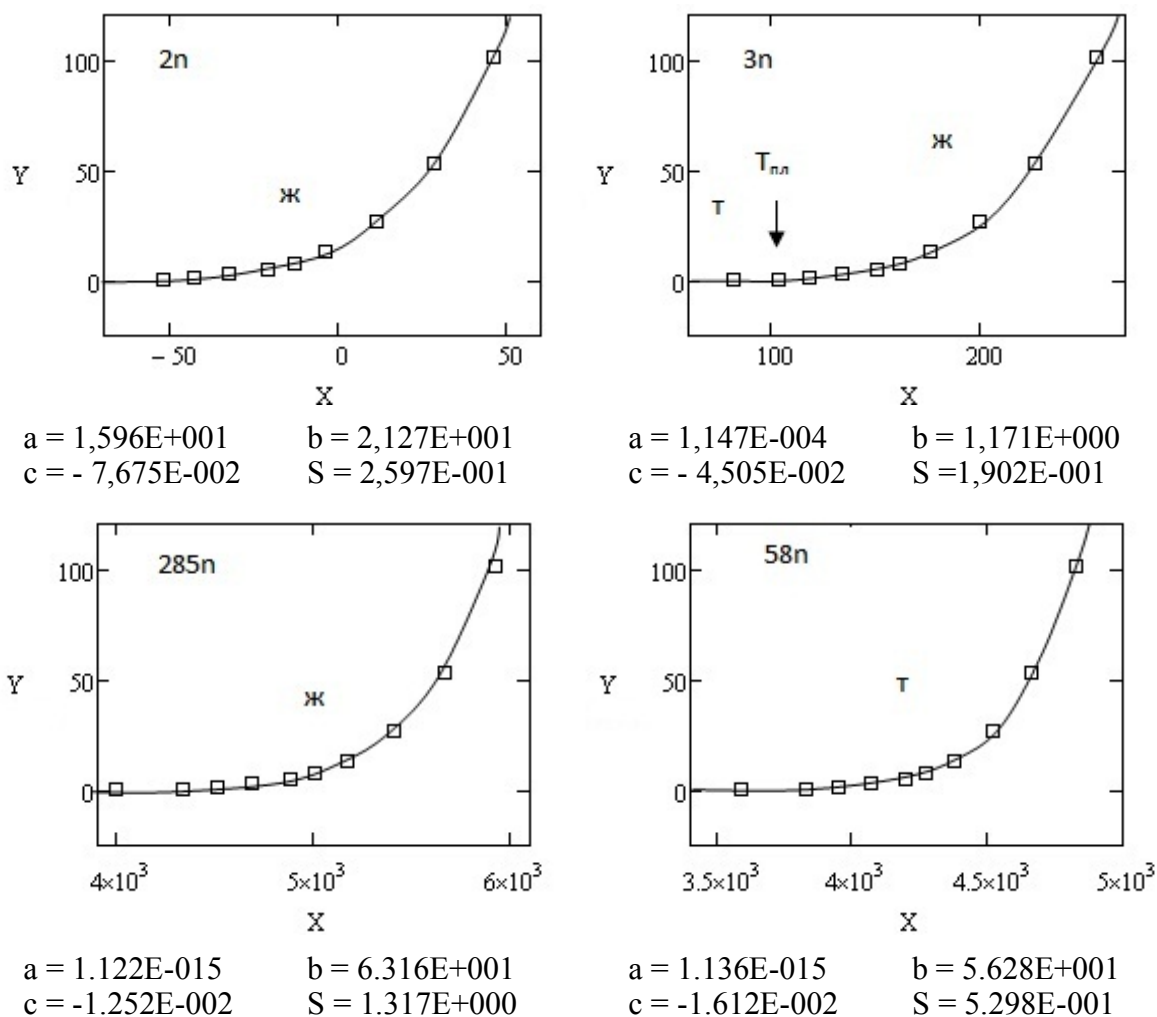 2n
100
50
0
Y
ж
− 50
0
50
X
a = 1,596E+001 b = 2,127E+001
c = - 7,675E-002 S = 2,597E-001
3n
100
50
0
Y
ж
Tпл
т
100
200
X
a = 1,147E-004 b = 1,171E+000
c = - 4,505E-002 S =1,902E-001
285n
100
50
0
Y
ж
4×10³
5×10³
6×10³
X
a = 1.122E-015 b = 6.316E+001
c = -1.252E-002 S = 1.317E+000
58n
100
50
0
Y
т
3.5×10³
4×10³
4.5×10³
5×10³
X
a = 1.136E-015 b = 5.628E+001
c = -1.612E-002 S = 5.298E-001